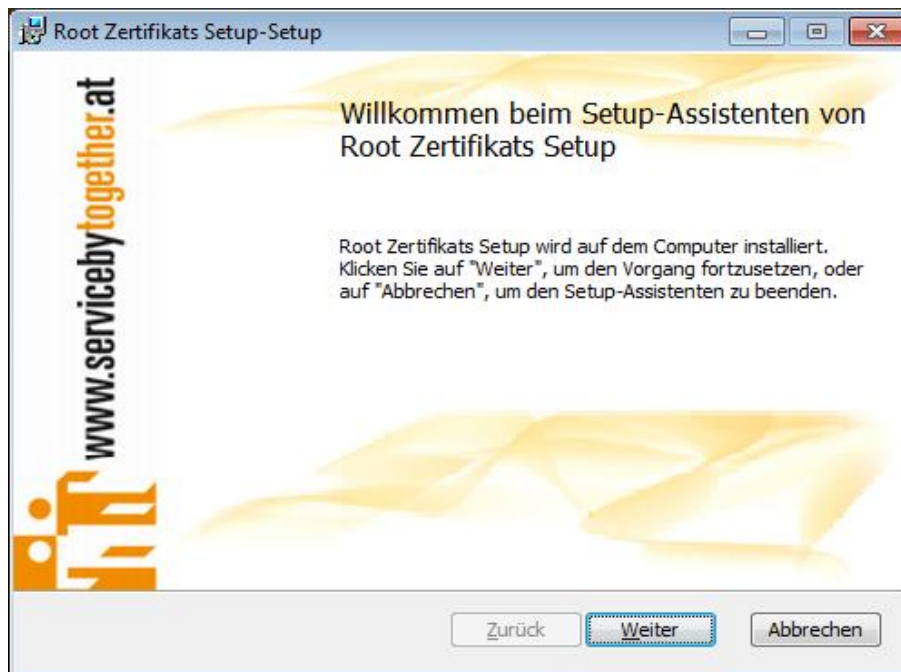 Root Zertifikats Setup-Setup
www.servicebytogether.at
Willkommen beim Setup-Assistenten von
Root Zertifikats Setup
Root Zertifikats Setup wird auf dem Computer installiert.
Klicken Sie auf "Weiter", um den Vorgang fortzusetzen, oder
auf "Abbrechen", um den Setup-Assistenten zu beenden.
Zurück
Weiter
Abbrechen